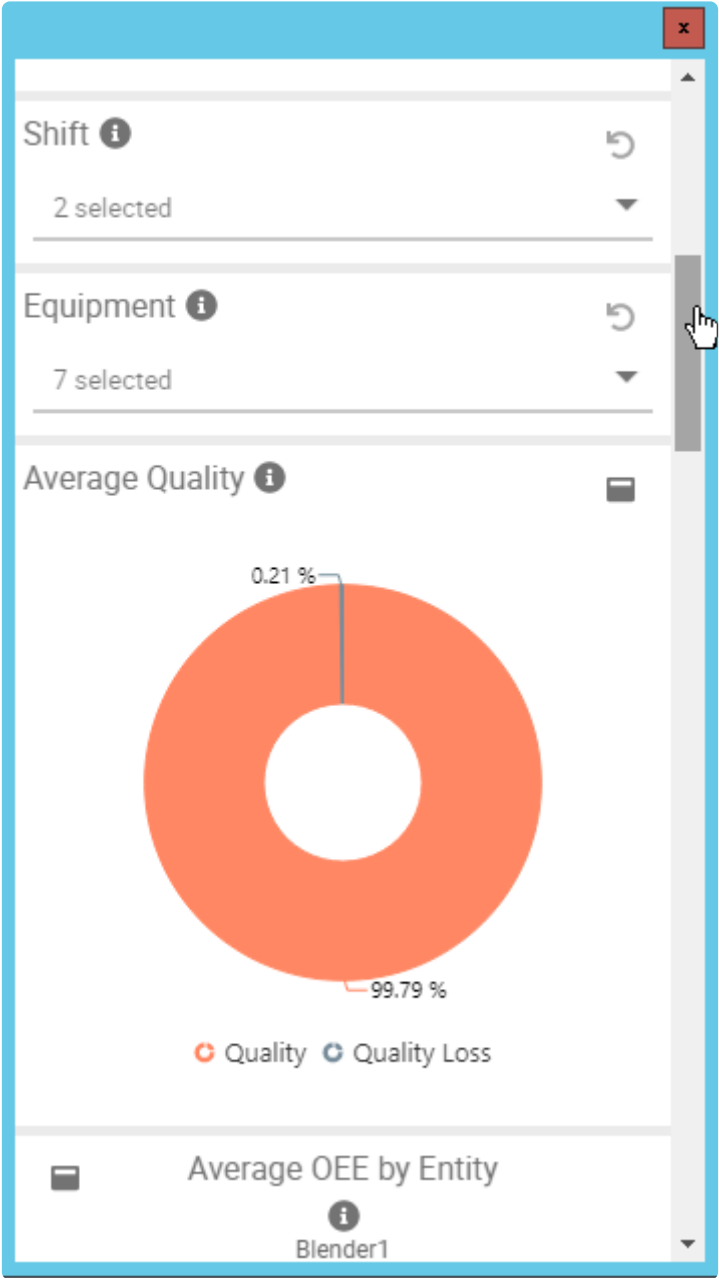 x
Shift
2 selected
Equipment
7 selected
Average Quality
0.21 %
99.79 %
Quality Quality Loss
Average OEE by Entity
Blender1